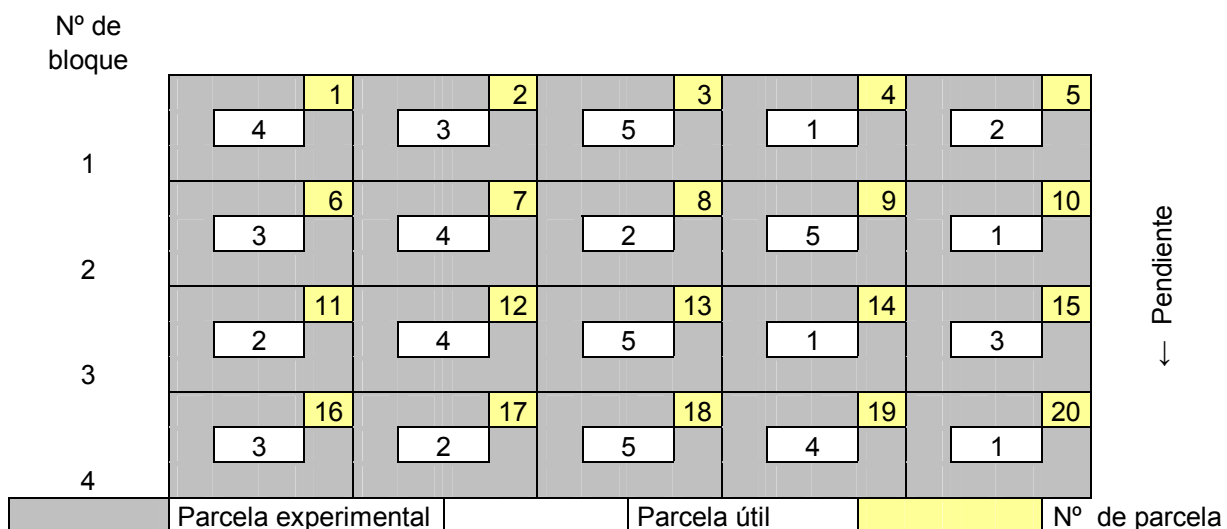 Nº de
bloque
1 2 3 4 5
4 3 5 1 2
1
6 7 8 9 10
3 4 2 5 1
2
11 12 13 14 15
2 4 5 1 3
3
16 17 18 19 20
3 2 5 4 1
4
← Pendiente
Parcela experimental Parcela útil Nº de parcela